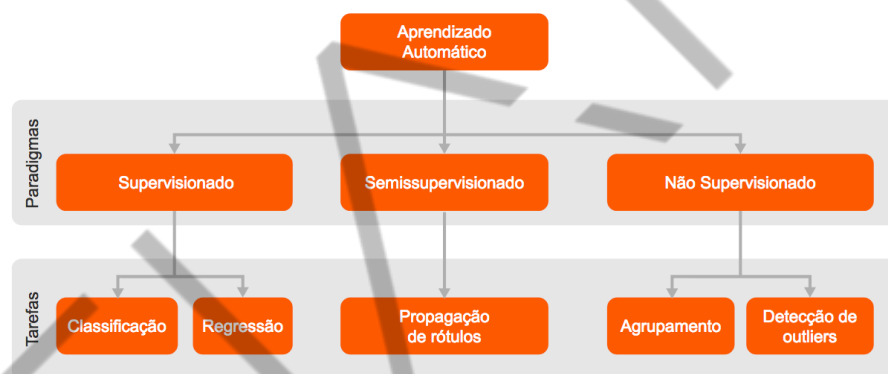 Aprendizado
Automático
Paradigmas
Supervisionado
Semissupervisionado
Não Supervisionado
Tarefas
Classificação
Regressão
Propagação
de rótulos
Agrupamento
Detecção de
outliers